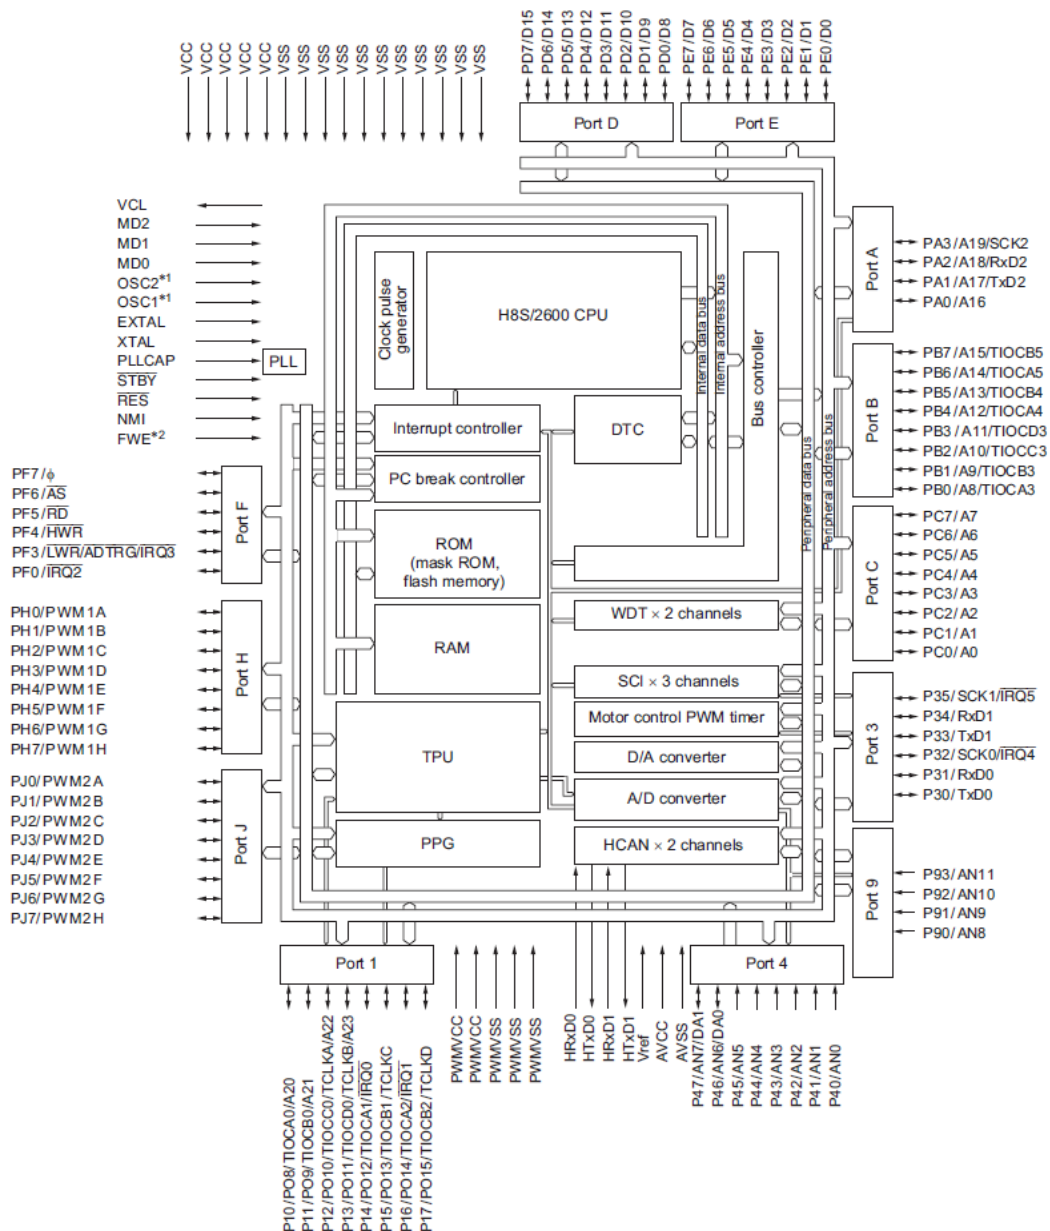 VCC
VCC
VCC
VCC
VCC
VSS
VSS
VSS
VSS
VSS
VSS
VSS
VSS
VSS
VSS
VSS
PD7/D15
PD6/D14
PD5/D13
PD4/D12
PD3/D11
PD2/D10
PD1/D9
PD0/D8
PE7/D7
PE6/D6
PE5/D5
PE4/D4
PE3/D3
PE2/D2
PE1/D1
PE0/D0
Port D
Port E
VCL
MD2
MD1
MD0
OSC2*1
OSC1*1
EXTAL
XTAL
PLLCAP
STBY
RES
NMI
FWE*2
PLL
Clock pulse
generator
H8S/2600 CPU
Internal data bus
Internal address bus
Bus controller
Interrupt controller
DTC
PC break controller
ROM
(mask ROM,
flash memory)
RAM
Peripheral data bus
Peripheral address bus
WDT × 2 channels
SCI × 3 channels
Motor control PWM timer
D/A converter
A/D converter
HCAN × 2 channels
TPU
PPG
Port A
PA3/A19/SCK2
PA2/A18/RxD2
PA1/A17/TxD2
PA0/A16
Port B
PB7/A15/TIOCB5
PB6/A14/TIOCA5
PB5/A13/TIOCB4
PB4/A12/TIOCA4
PB3/A11/TIOCD3
PB2/A10/TIOCC3
PB1/A9/TIOCB3
PB0/A8/TIOCA3
Port C
PC7/A7
PC6/A6
PC5/A5
PC4/A4
PC3/A3
PC2/A2
PC1/A1
PC0/A0
Port 3
P35/SCK1/IRQ5
P34/RxD1
P33/TxD1
P32/SCK0/IRQ4
P31/RxD0
P30/TxD0
Port 9
P93/AN11
P92/AN10
P91/AN9
P90/AN8
PF7/ϕ
PF6/AS
PF5/RD
PF4/HWR
PF3/LWR/ADTRG/IRQ3
PF0/IRQ2
Port F
PH0/PWM1A
PH1/PWM1B
PH2/PWM1C
PH3/PWM1D
PH4/PWM1E
PH5/PWM1F
PH6/PWM1G
PH7/PWM1H
Port H
PJ0/PWM2A
PJ1/PWM2B
PJ2/PWM2C
PJ3/PWM2D
PJ4/PWM2E
PJ5/PWM2F
PJ6/PWM2G
PJ7/PWM2H
Port J
Port 1
Port 4
P10/PO8/TIOCA0/A20
P11/PO9/TIOCB0/A21
P12/PO10/TIOCC0/TCLKA/A22
P13/PO11/TIOCD0/TCLKB/A23
P14/PO12/TIOCA1/IRQ0
P15/PO13/TIOCB1/TCLKC
P16/PO14/TIOCA2/IRQ1
P17/PO15/TIOCB2/TCLKD
PWMVCC
PWMVCC
PWMVSS
PWMVSS
PWMVSS
HRxD0
HTxD0
HRxD1
HTxD1
Vref
AVCC
AVSS
P47/AN7/DA1
P46/AN6/DA0
P45/AN5
P44/AN4
P43/AN3
P42/AN2
P41/AN1
P40/AN0